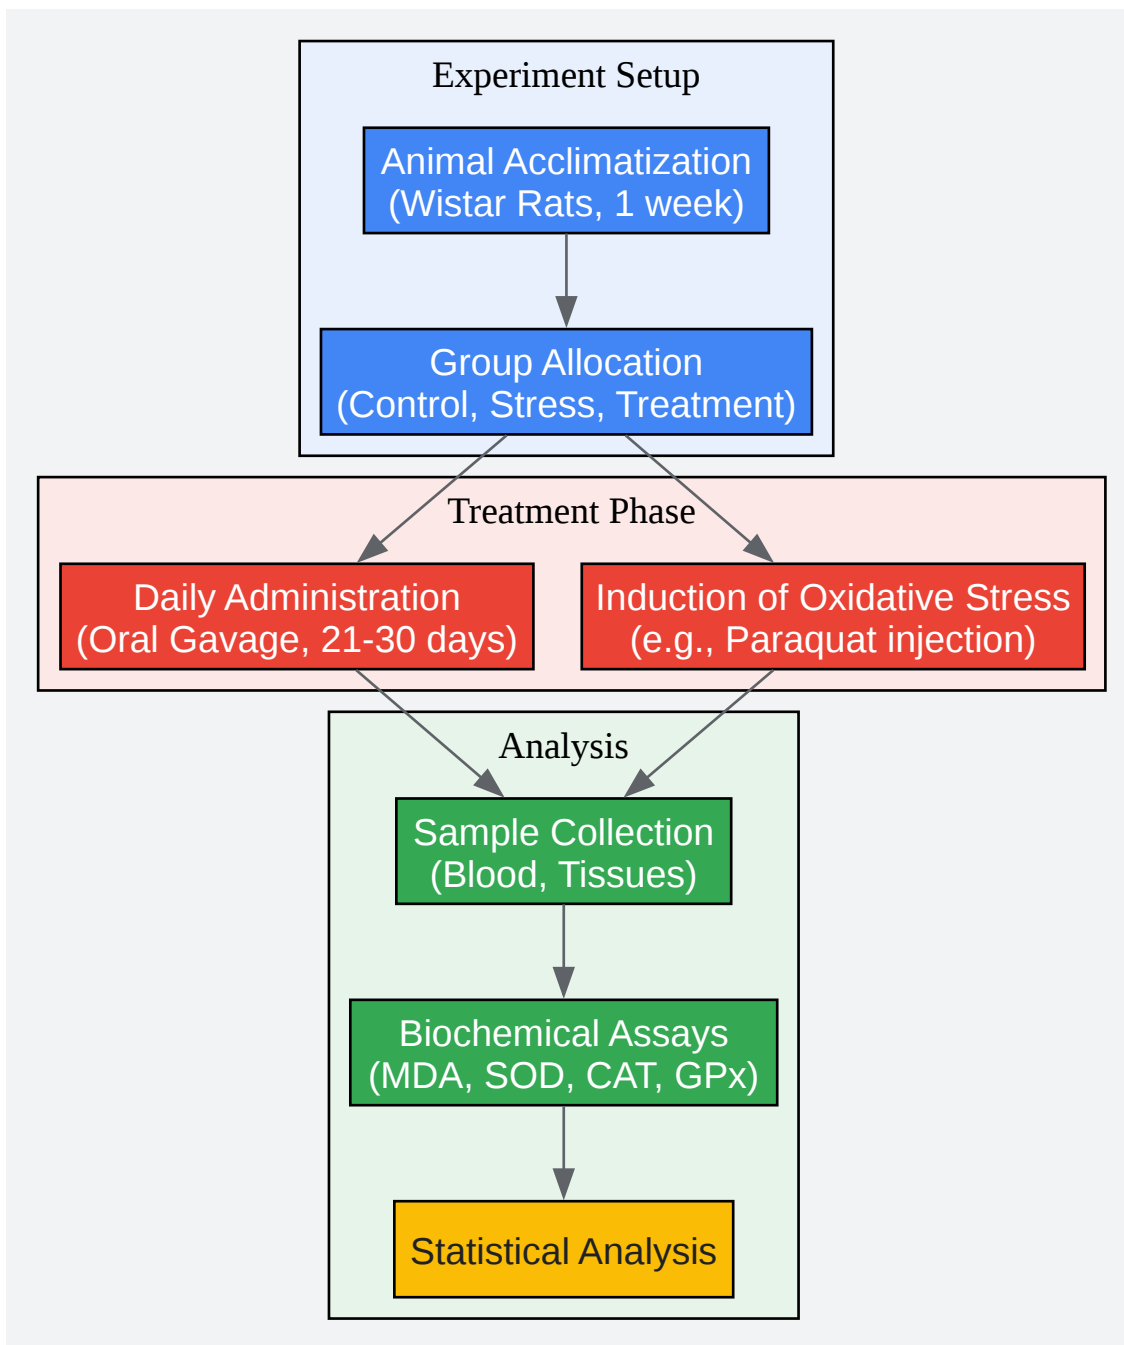 Experiment Setup
Animal Acclimatization
(Wistar Rats, 1 week)
Group Allocation
(Control, Stress, Treatment)
Treatment Phase
Daily Administration
(Oral Gavage, 21-30 days)
Induction of Oxidative Stress
(e.g., Paraquat injection)
Analysis
Sample Collection
(Blood, Tissues)
Biochemical Assays
(MDA, SOD, CAT, GPx)
Statistical Analysis